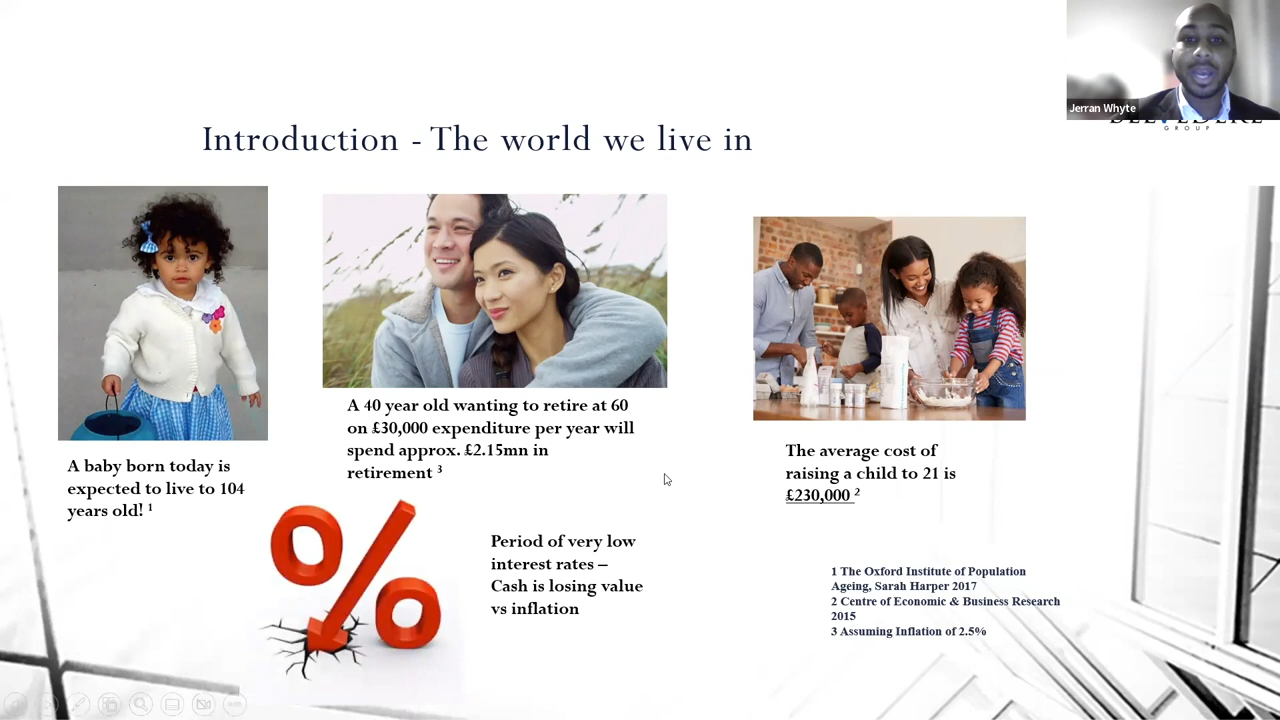 Jerran Whyte
GROUP
Introduction - The world we live in
A baby born today is
expected to live to 104
years old! 1
A 40 year old wanting to retire at 60
on £30,000 expenditure per year will
spend approx. £2.15mn in
retirement 3
The average cost of
raising a child to 21 is
£230,000 2
Period of very low
interest rates –
Cash is losing value
vs inflation
1 The Oxford Institute of Population
Ageing, Sarah Harper 2017
2 Centre of Economic & Business Research
2015
3 Assuming Inflation of 2.5%